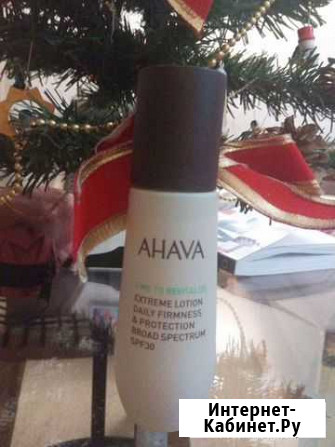 AHAVA
TIME TO REVITALIZE
EXTREME LOTION
DAILY FIRMNESS
& PROTECTION
BROAD SPECTRUM
SPF30
Интернет-
Кабинет.Ру